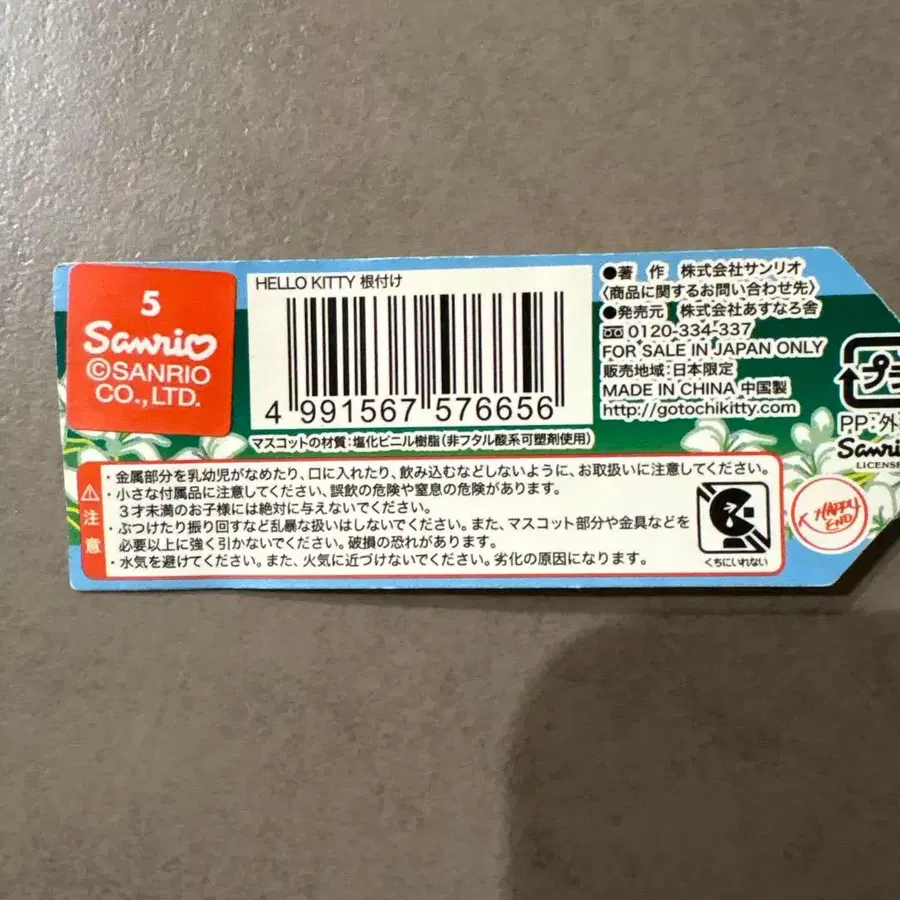 5
Sanrio
©SANRIO
CO., LTD.
HELLO KITTY 根付け
4 991567 576656
マスコットの材質:塩化ビニル樹脂(非フタル酸系可塑剤使用)
●著 作 株式会社サンリオ
〈商品に関するお問い合わせ先〉
●発売元 株式会社あすなろ舎
0120-334-337
FOR SALE IN JAPAN ONLY
販売地域:日本限定
MADE IN CHINA 中国製
http://gotochikitty.com/
プラ
PP:外
Sanrio
LICENSE
注意
・金属部分を乳幼児がなめたり、口に入れたり、飲み込むなどしないように、お取扱いに注意してください。
・小さな付属品に注意してください、誤飲の危険や窒息の危険があります。
3才未満のお子様には絶対に与えないでください。
・ぶつけたり振り回すなど乱暴な扱いはしないでください。また、マスコット部分や金具などを
必要以上に強く引かないでください。破損の恐れがあります。
・水気を避けてください。また、火気に近づけないでください。劣化の原因になります。
くちにいれない
HAPPY
END